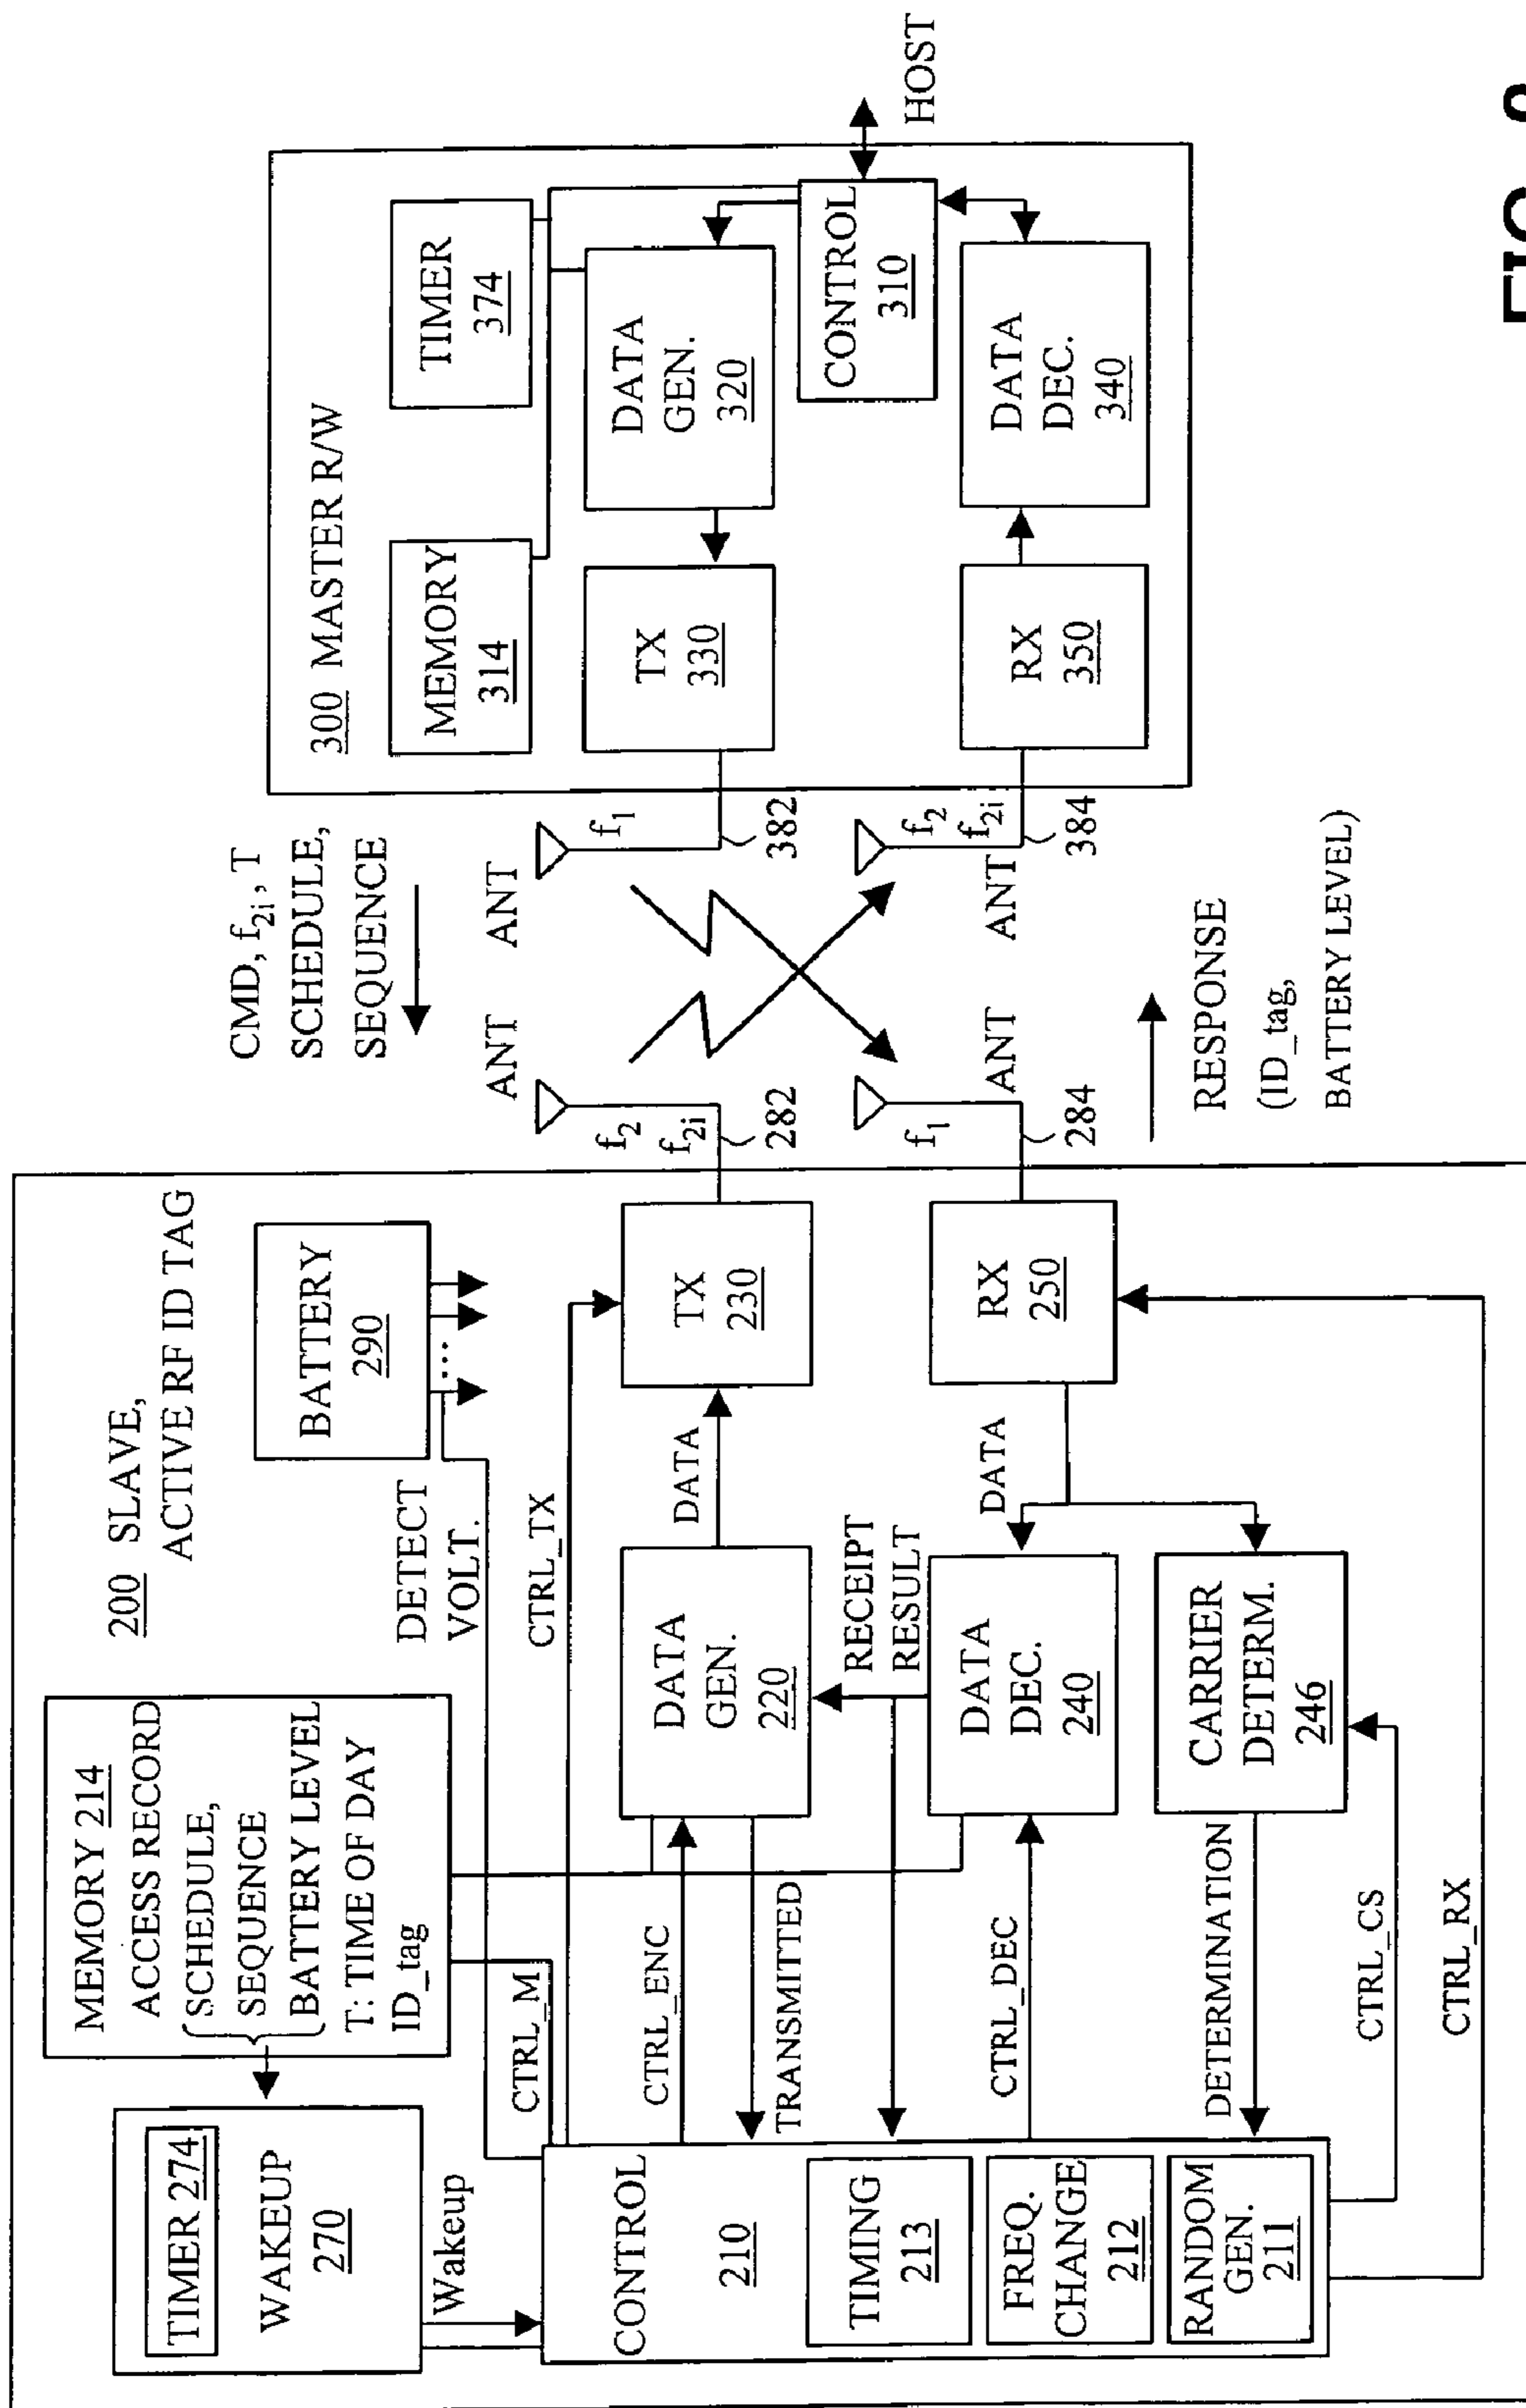 200 SLAVE,
ACTIVE RF ID TAG
TIMER 274
WAKEUP
270
Wakeup
MEMORY 214
ACCESS RECORD
SCHEDULE,
SEQUENCE
BATTERY LEVEL
T: TIME OF DAY
ID_tag
BATTERY
290
...
DETECT
VOLT.
CTRL_M
CTRL_TX
CONTROL
210
TIMING
213
FREQ.
CHANGE
212
RANDOM
GEN.
211
CTRL_ENC
TRANSMITTED
CTRL_DEC
DETERMINATION
CTRL_CS
CTRL_RX
DATA
GEN.
220
RECEIPT
RESULT
DATA
DEC.
240
CARRIER
DETERM.
246
DATA
DATA
TX
230
RX
250
f2
f2i
282
f1
284
ANT
ANT
CMD, f2i, T
SCHEDULE,
SEQUENCE
RESPONSE
(ID_tag,
BATTERY LEVEL)
ANT
ANT
f1
382
f2
f2i
384
300 MASTER R/W
MEMORY
314
TIMER
374
TX
330
DATA
GEN.
320
RX
350
DATA
DEC.
340
CONTROL
310
HOST